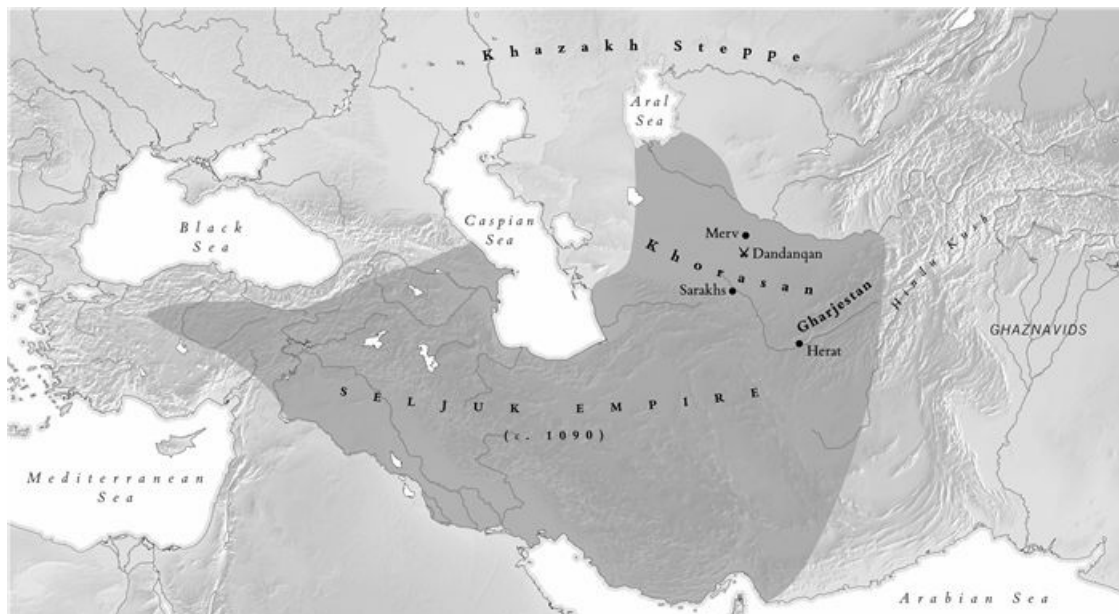 Khazakh Steppe
Aral
Sea
Black
Sea
Caspian
Sea
Merv
Dandanqan
Khorasan
Sarakhs
Gharjestan
Hindu Kush
GHAZNAVIDS
Herat
SELJUK EMPIRE
(c. 1090)
Mediterranean
Sea
Arabian Sea